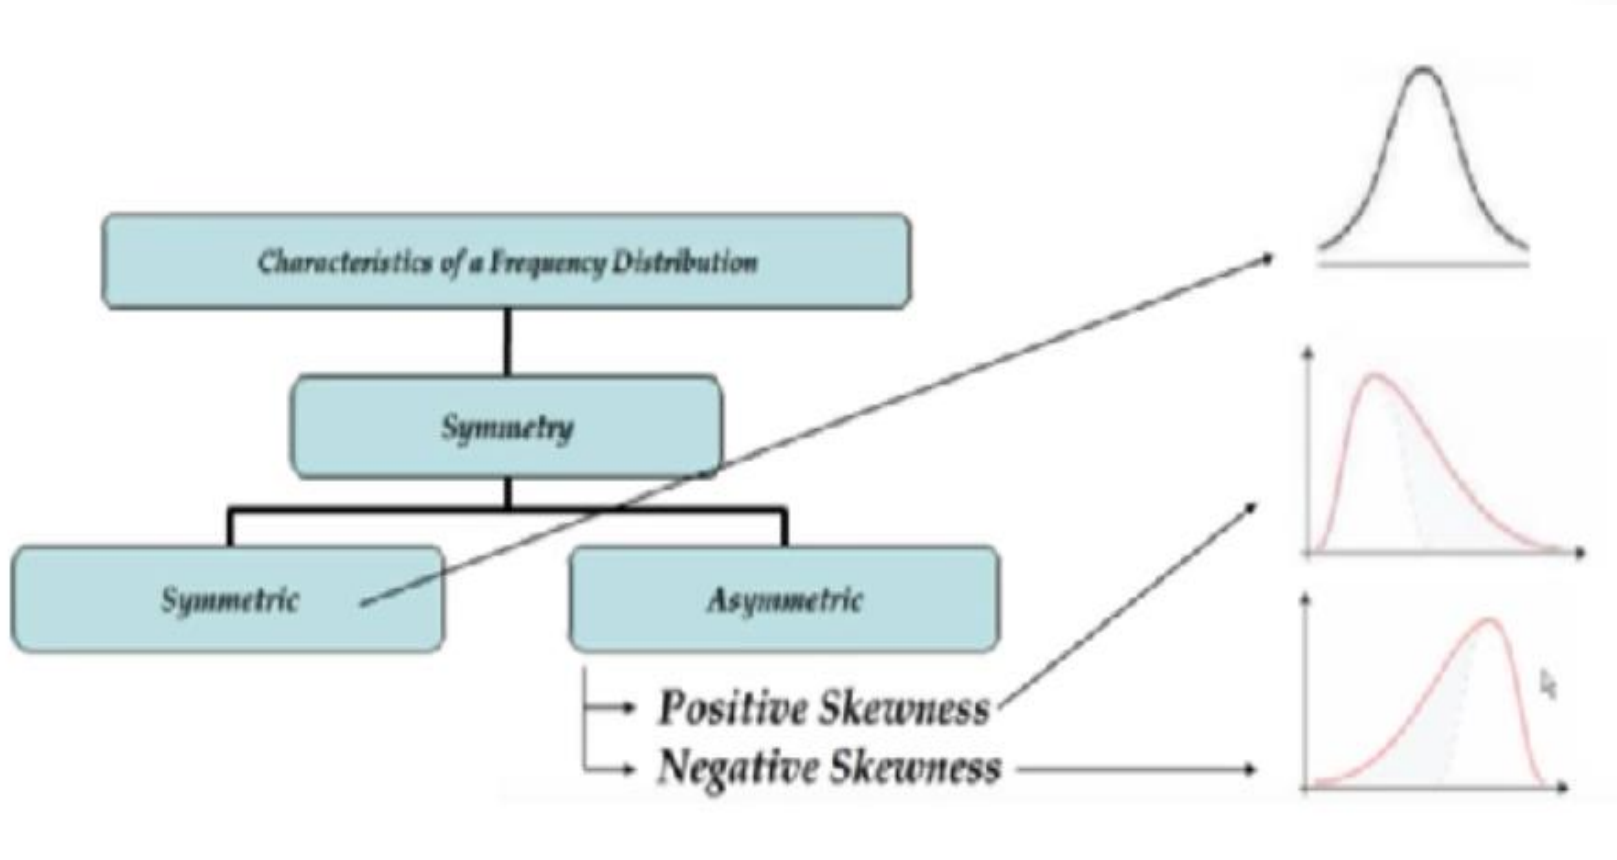 Characteristics of a Frequency Distribution
Symmetry
Symmetric
Asymmetric
Positive Skewness
Negative Skewness